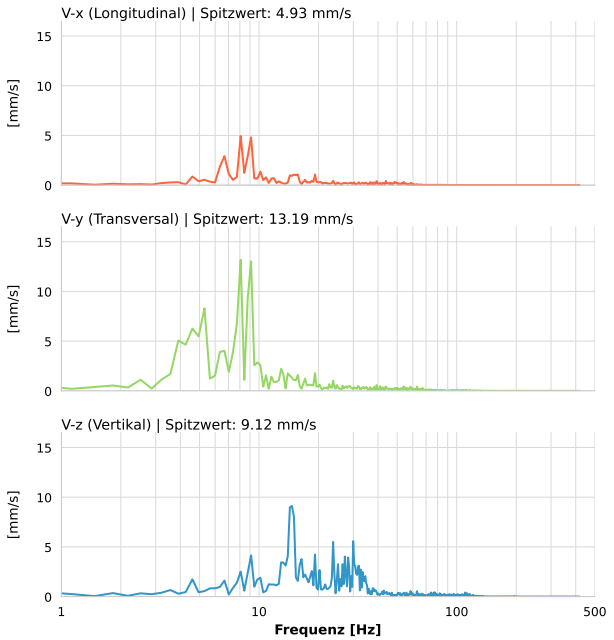 V-x (Longitudinal) | Spitzwert: 4.93 mm/s
15
10
5
0
[mm/s]
V-y (Transversal) | Spitzwert: 13.19 mm/s
15
10
5
0
[mm/s]
V-z (Vertikal) | Spitzwert: 9.12 mm/s
15
10
5
0
[mm/s]
1 10 100 500
Frequenz [Hz]